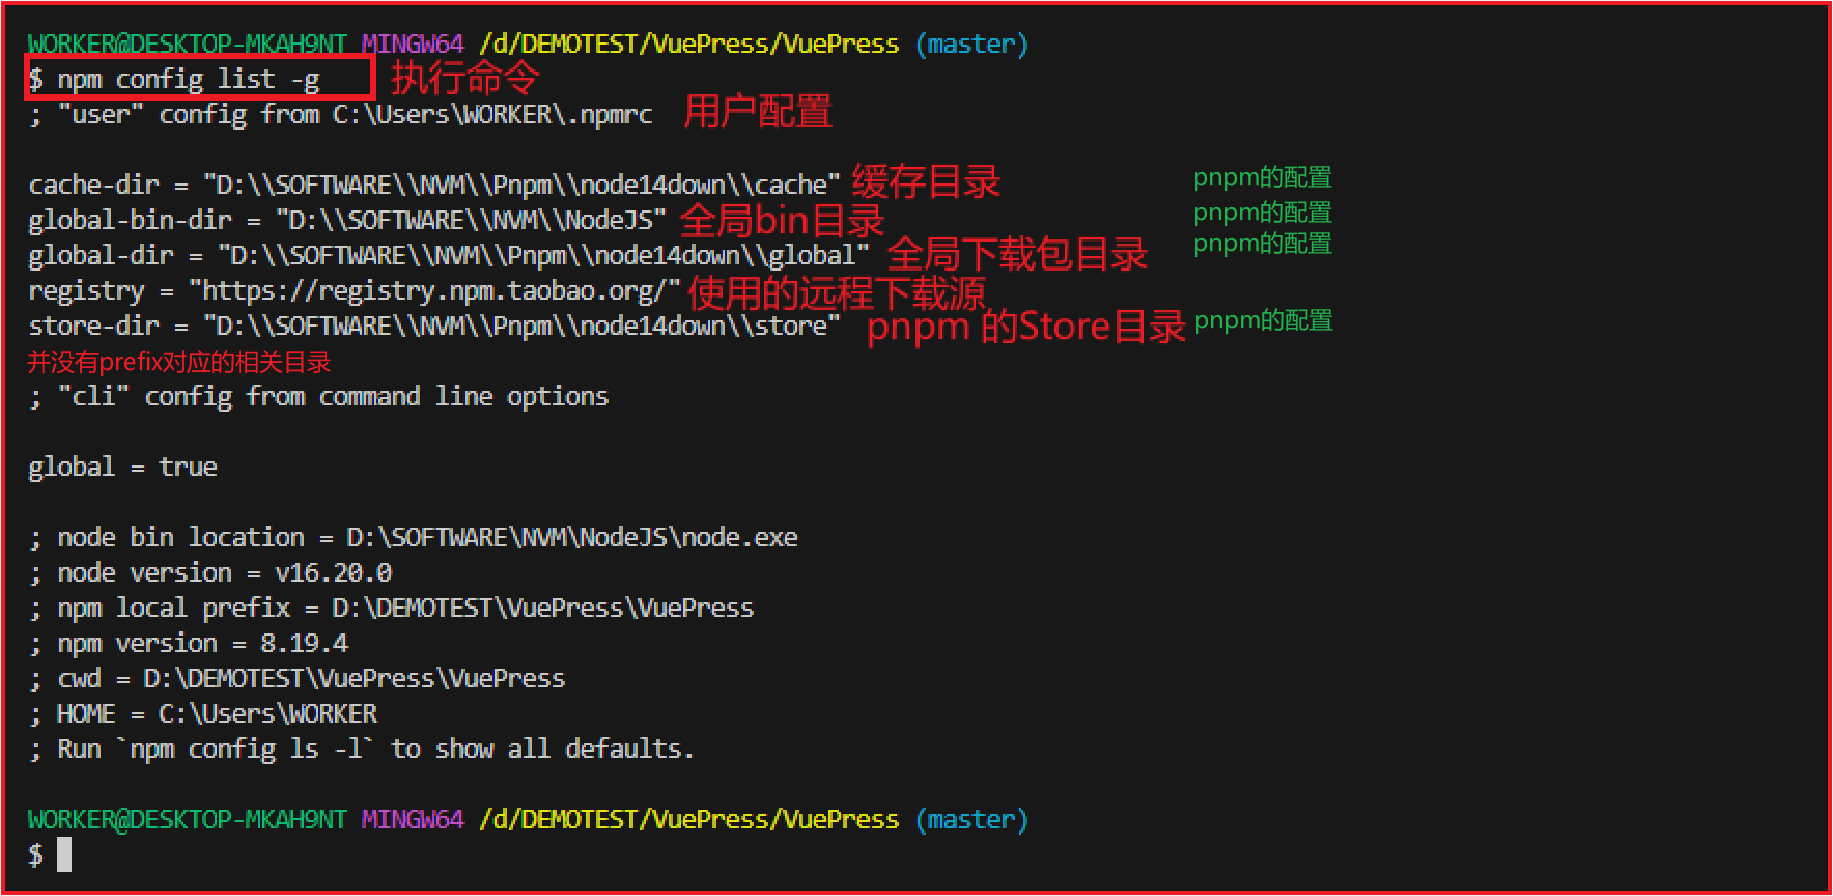 WORKER@DESKTOP-MKAH9NT MINGW64 /d/DEMOTEST/VuePress/VuePress (master)
$ npm config list -g 执行命令
; "user" config from C:\Users\WORKER\.npmrc 用户配置
cache-dir = "D:\\SOFTWARE\\NVM\\Pnpm\\node14down\\cache" 缓存目录 pnpm的配置
global-bin-dir = "D:\\SOFTWARE\\NVM\\NodeJS" 全局bin目录 pnpm的配置
global-dir = "D:\\SOFTWARE\\NVM\\Pnpm\\node14down\\global" 全局下载包目录 pnpm的配置
registry = "https://registry.npm.taobao.org/" 使用的远程下载源
store-dir = "D:\\SOFTWARE\\NVM\\Pnpm\\node14down\\store" pnpm 的Store目录 pnpm的配置
并没有prefix对应的相关目录
; "cli" config from command line options
global = true
; node bin location = D:\SOFTWARE\NVM\NodeJS\node.exe
; node version = v16.20.0
; npm local prefix = D:\DEMOTEST\VuePress\VuePress
; npm version = 8.19.4
; cwd = D:\DEMOTEST\VuePress\VuePress
; HOME = C:\Users\WORKER
; Run `npm config ls -l` to show all defaults.
WORKER@DESKTOP-MKAH9NT MINGW64 /d/DEMOTEST/VuePress/VuePress (master)
$